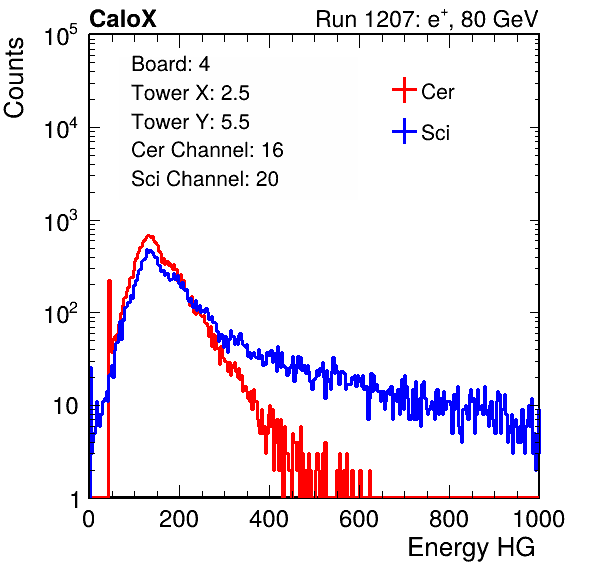 CaloX Run 1207: e⁺, 80 GeV
Counts
Board: 4
Tower X: 2.5
Tower Y: 5.5
Cer Channel: 16
Sci Channel: 20
Cer
Sci
10⁵
10⁴
10³
10²
10
1
0 200 400 600 800 1000
Energy HG